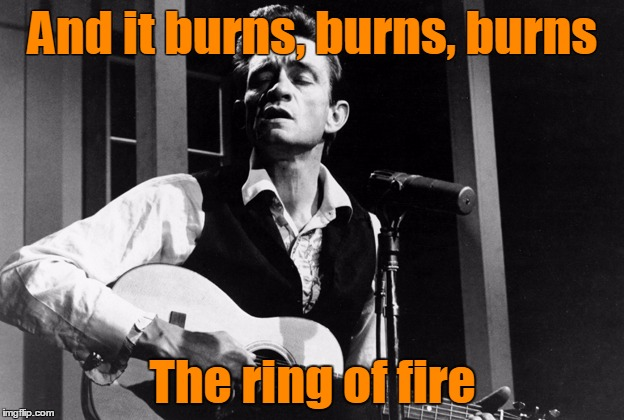 And it burns, burns, burns
The ring of fire
imgflip.com